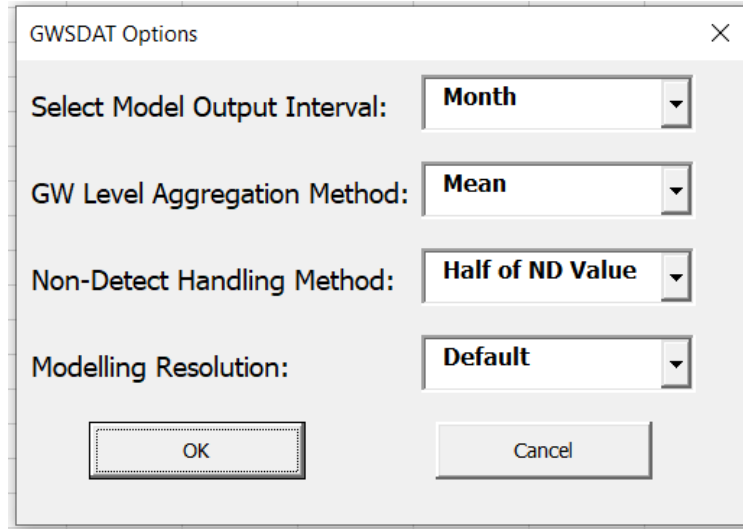 GWSDAT Options
Select Model Output Interval: Month
GW Level Aggregation Method: Mean
Non-Detect Handling Method: Half of ND Value
Modelling Resolution: Default
OK Cancel